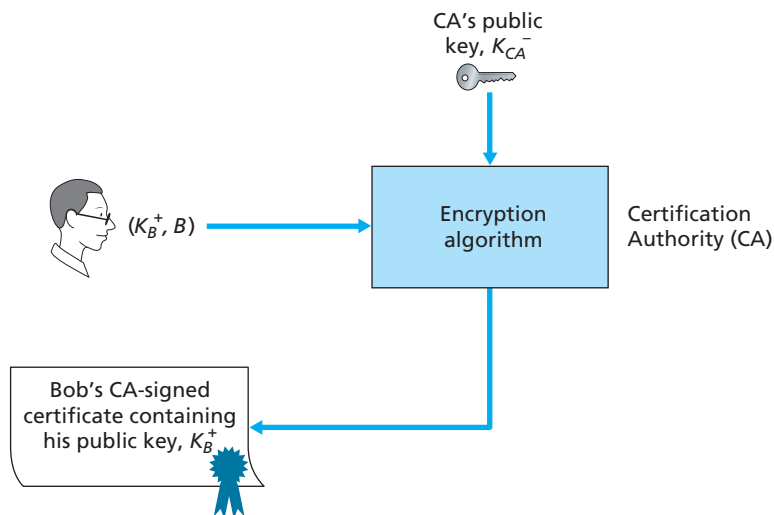 CA's public
key, K_CA^−
(K_B^+, B)
Encryption
algorithm
Certification
Authority (CA)
Bob's CA-signed
certificate containing
his public key, K_B^+